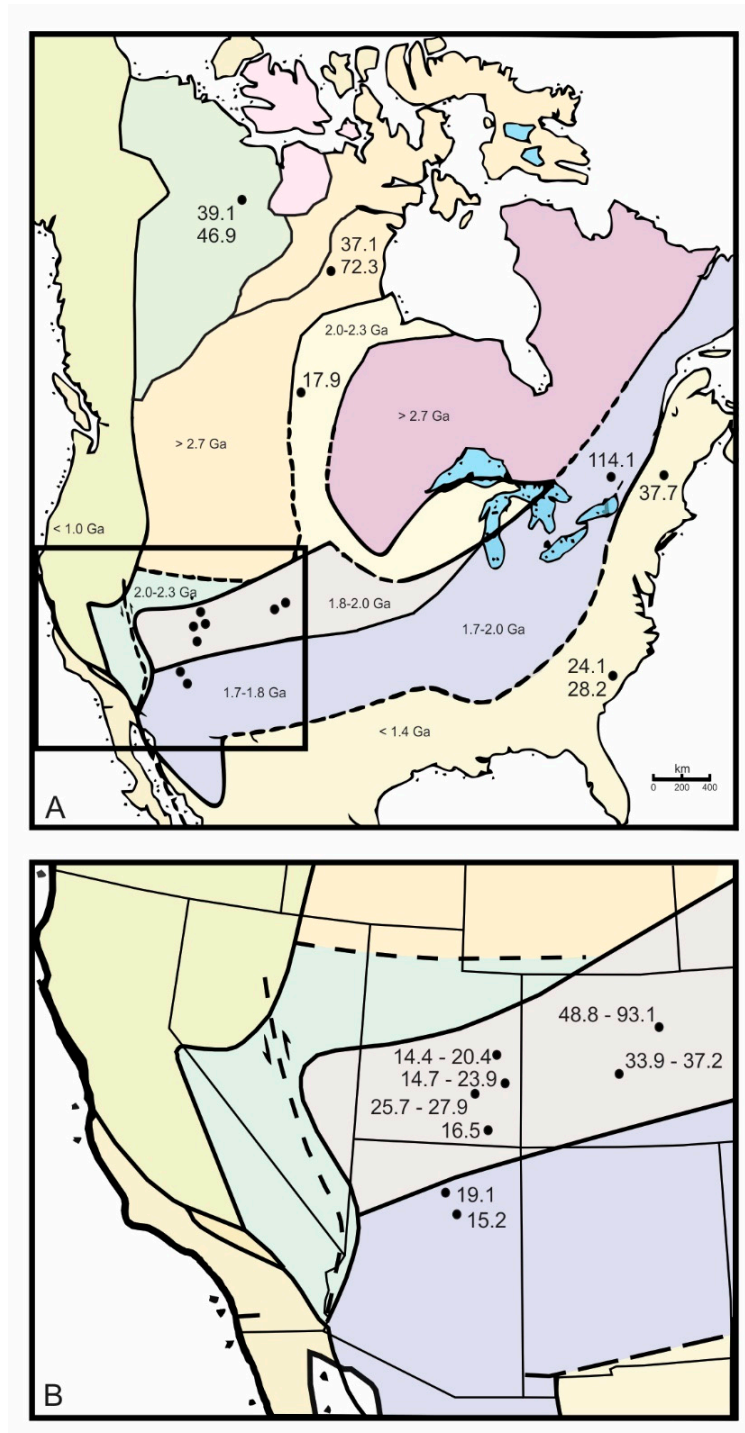 39.1
46.9
37.1
72.3
2.0-2.3 Ga
17.9
> 2.7 Ga
> 2.7 Ga
114.1
37.7
< 1.0 Ga
2.0-2.3 Ga
1.8-2.0 Ga
1.7-2.0 Ga
24.1
28.2
1.7-1.8 Ga
< 1.4 Ga
km
0 200 400
A
48.8 - 93.1
14.4 - 20.4
33.9 - 37.2
14.7 - 23.9
25.7 - 27.9
16.5
19.1
15.2
B